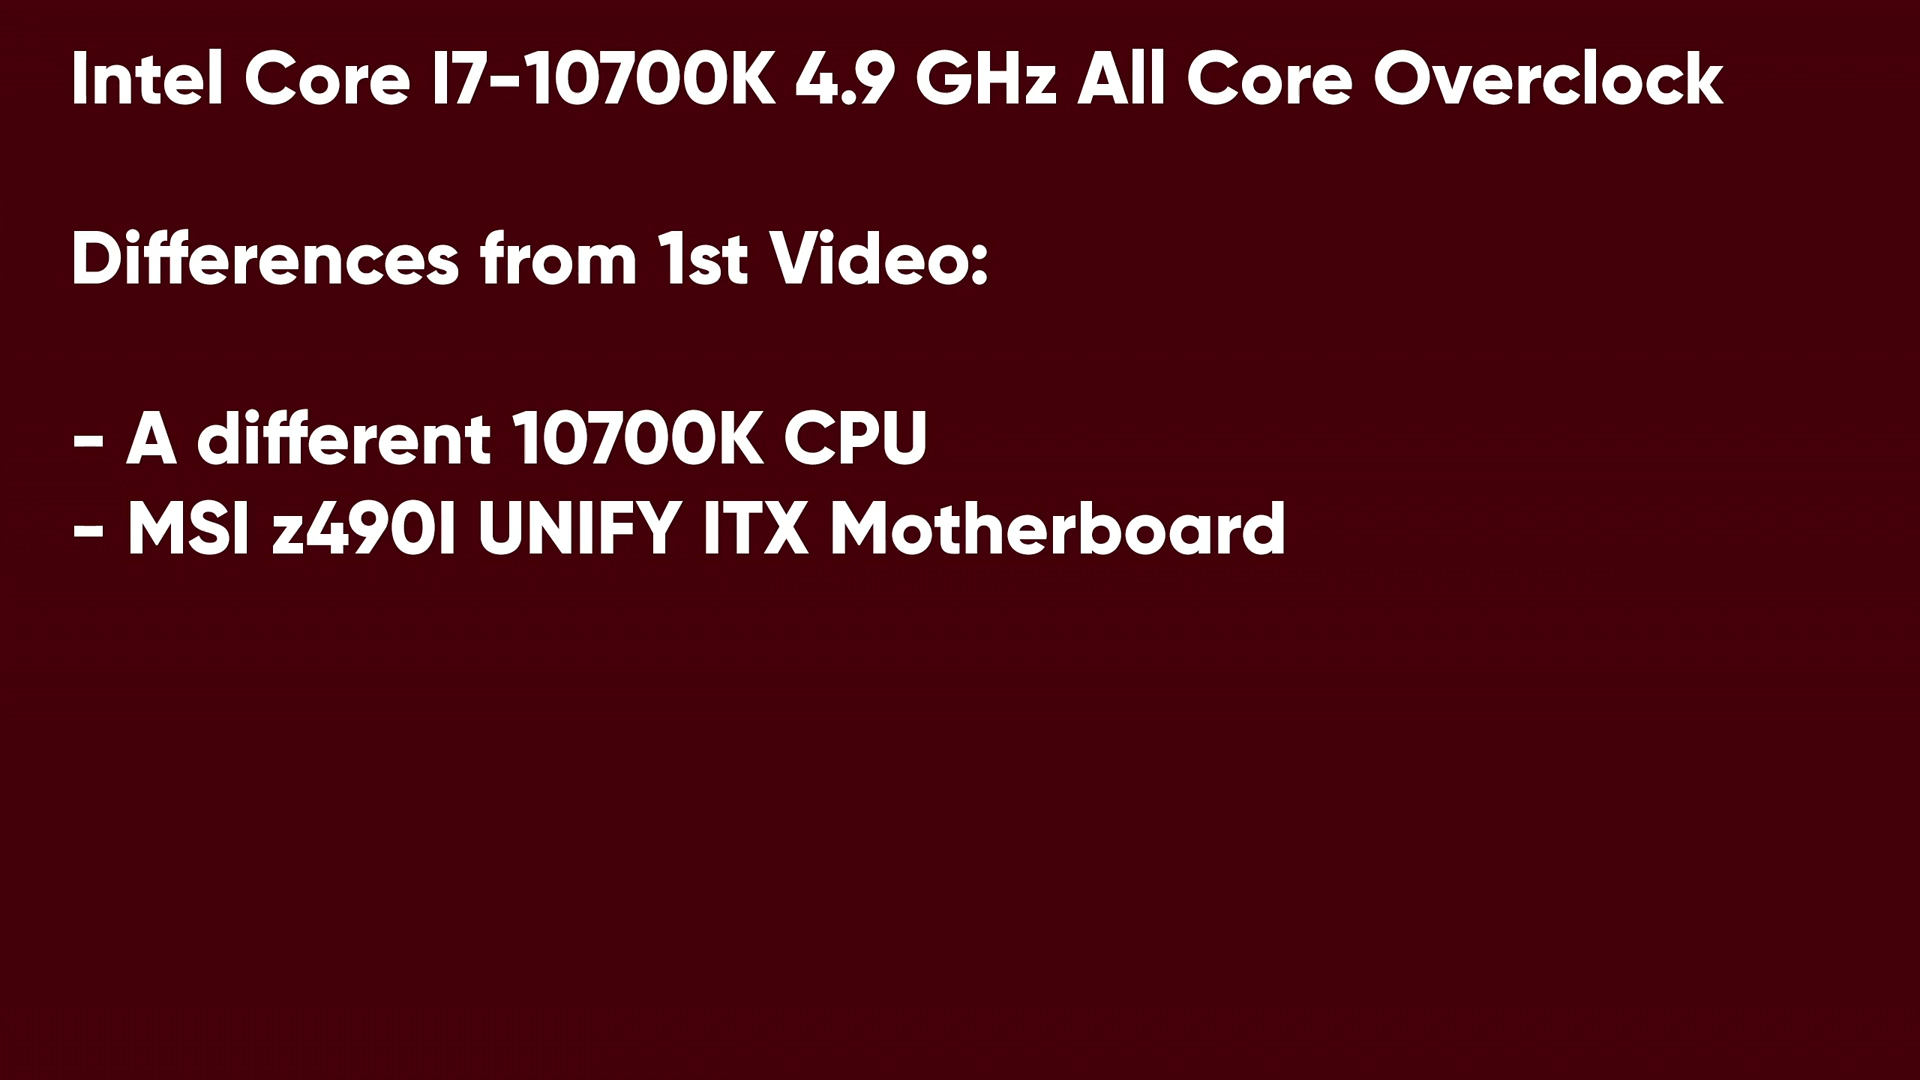 Intel Core I7-10700K 4.9 GHz All Core Overclock
Differences from 1st Video:
- A different 10700K CPU
- MSI z490I UNIFY ITX Motherboard